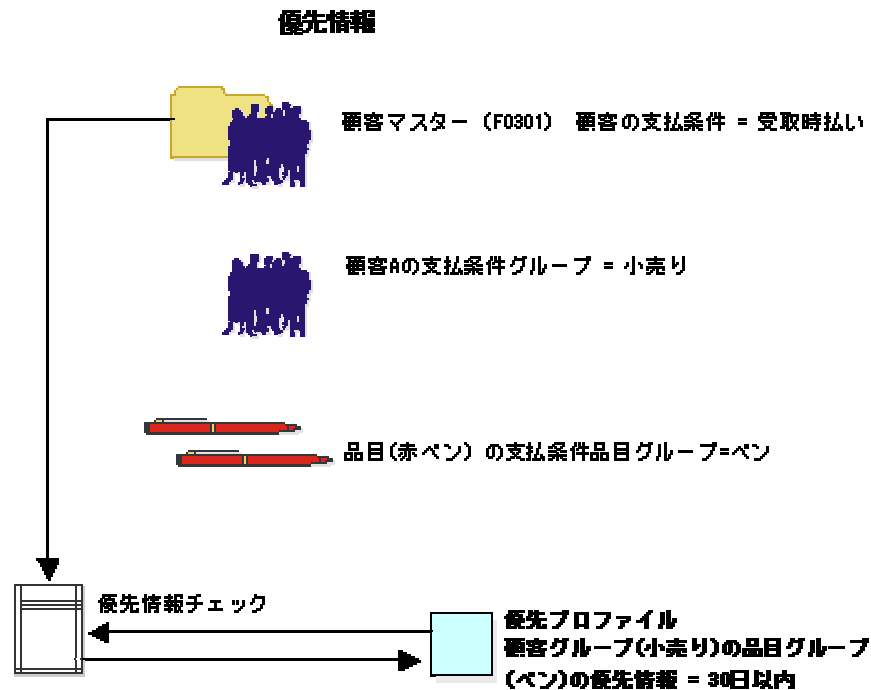 優先情報
顧客マスター（F0301） 顧客の支払条件 = 受取時払い
顧客Aの支払条件グループ = 小売り
品目(赤ペン）の支払条件品目グループ=ペン
優先情報チェック
優先プロファイル
顧客グループ(小売り)の品目グループ
(ペン)の優先情報 = 30日以内